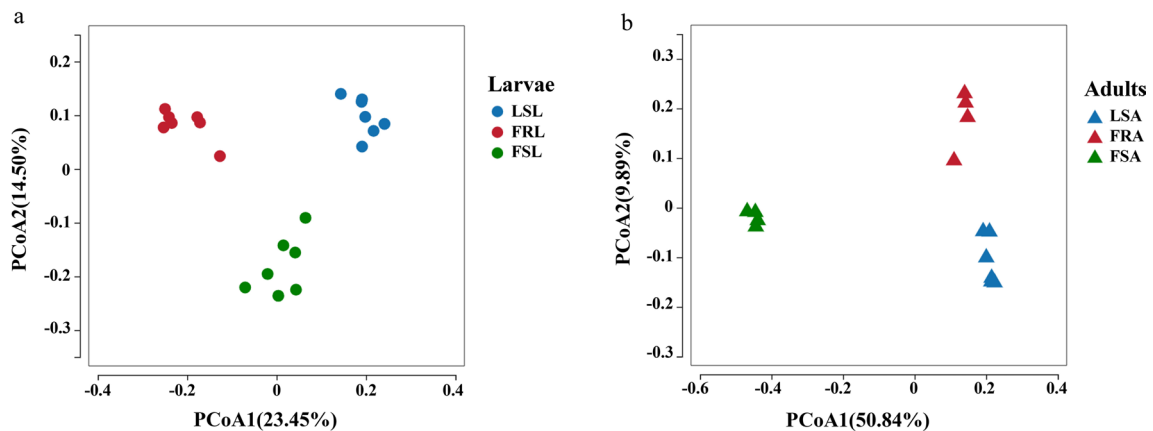 a
0.2
0.1
0
-0.1
-0.2
-0.3
PCoA2(14.50%)
-0.4
-0.2
0
0.2
0.4
PCoA1(23.45%)
Larvae
LSL
FRL
FSL
b
0.3
0.2
0.1
0
-0.1
-0.2
-0.3
PCoA2(9.89%)
-0.6
-0.4
-0.2
0
0.2
0.4
PCoA1(50.84%)
Adults
LSA
FRA
FSA